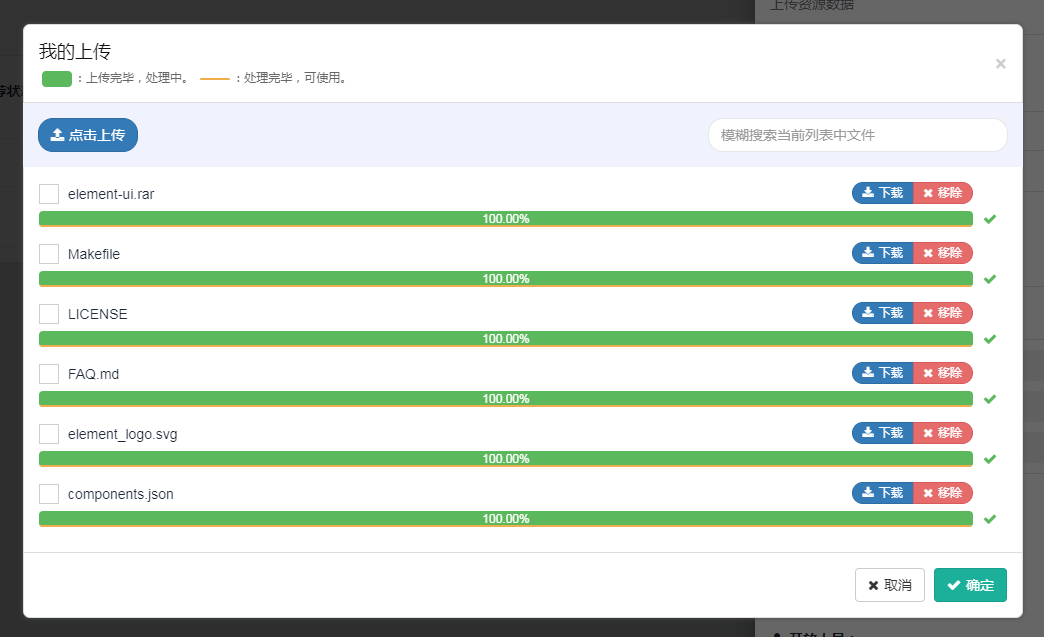 上传资源数据
我的上传
：上传完毕，处理中。 ：处理完毕，可使用。
点击上传 模糊搜索当前列表中文件
element-ui.rar 下载 移除
100.00%
Makefile 下载 移除
100.00%
LICENSE 下载 移除
100.00%
FAQ.md 下载 移除
100.00%
element_logo.svg 下载 移除
100.00%
components.json 下载 移除
100.00%
取消 确定